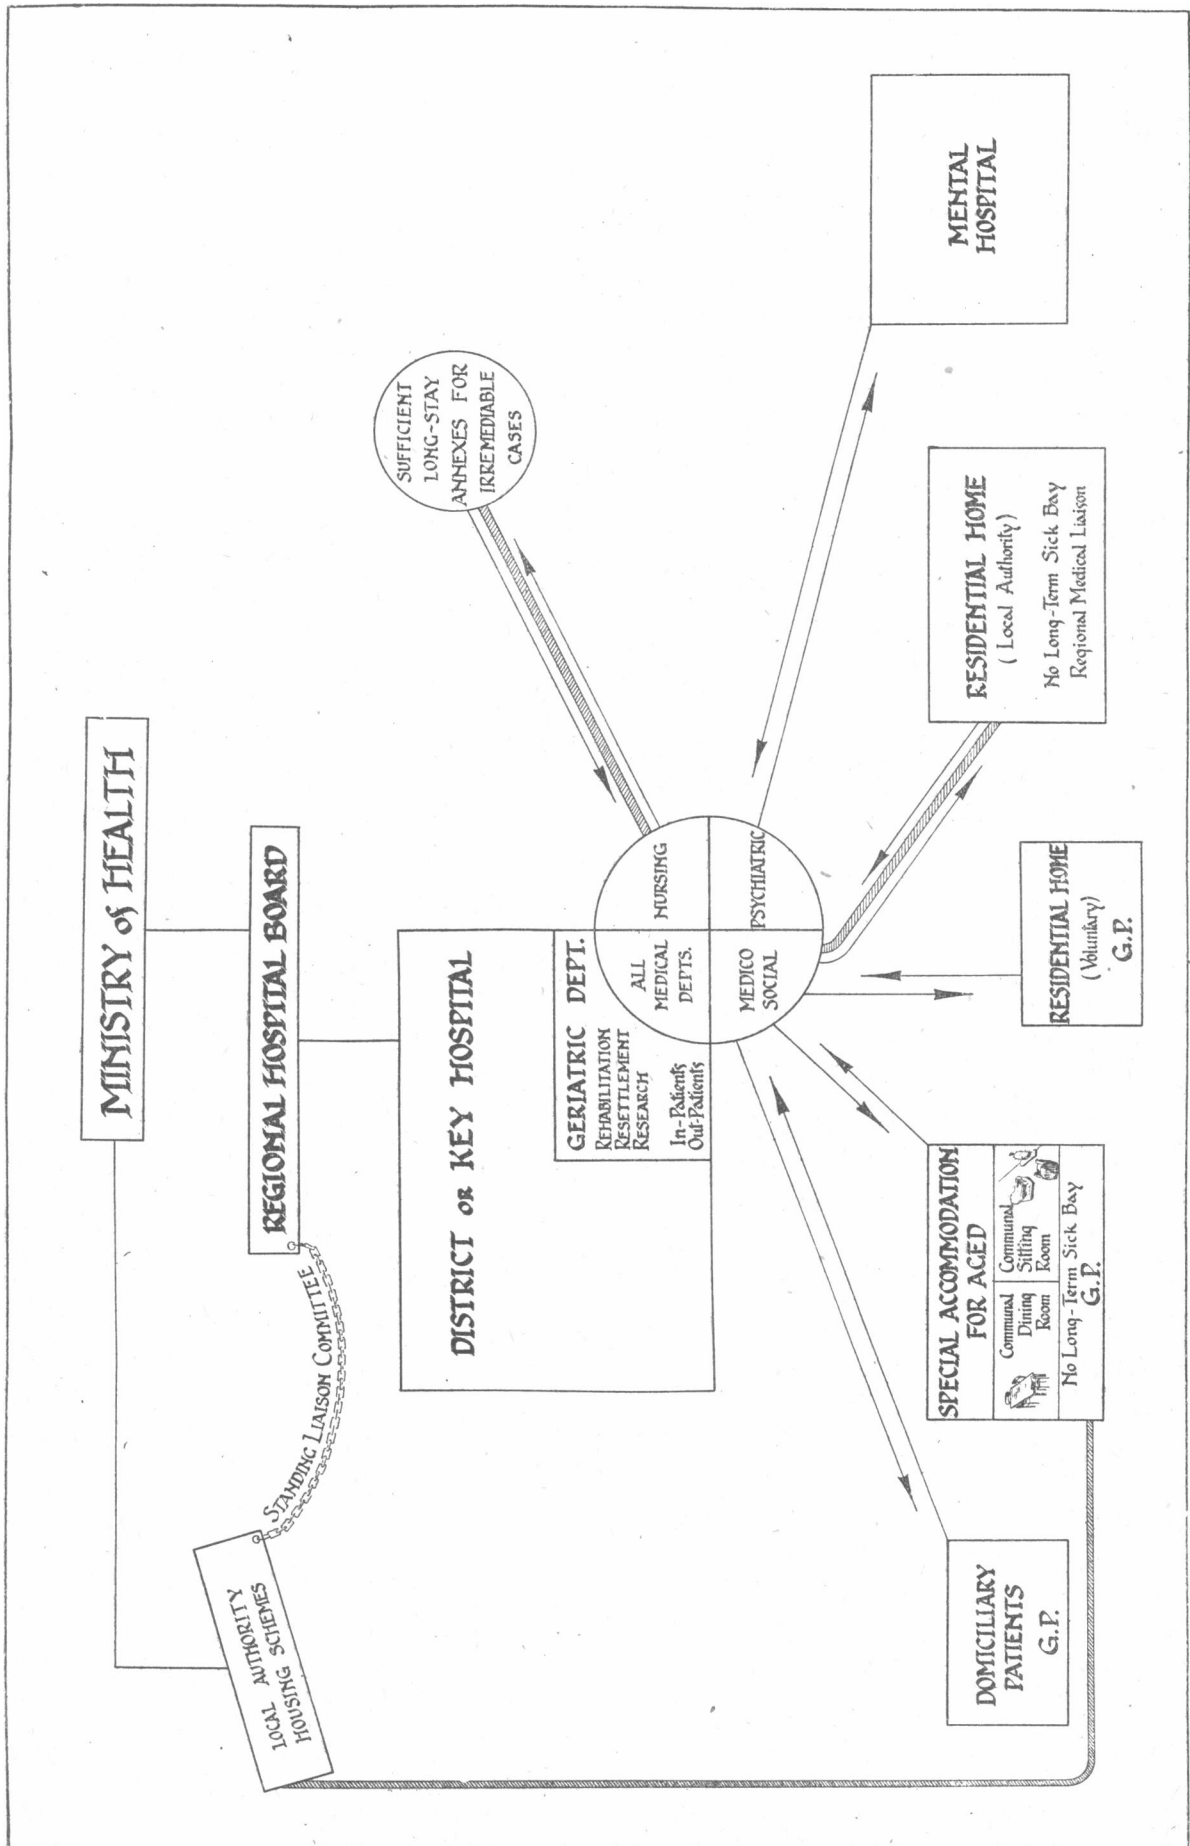 MINISTRY of HEALTH
REGIONAL HOSPITAL BOARD
STANDING LIAISON COMMITTEE
LOCAL AUTHORITY
HOUSING SCHEMES
DISTRICT OR KEY HOSPITAL
GERIATRIC DEPT.
REHABILITATION
RESETTLEMENT
RESEARCH
In-Patients
Out-Patients
ALL
MEDICAL
DEPTS.
NURSING
MEDICO
SOCIAL
PSYCHIATRIC
SUFFICIENT
LONG-STAY
ANNEXES FOR
IRREMEDIABLE
CASES
DOMICILIARY
PATIENTS
G.P.
SPECIAL ACCOMMODATION
FOR AGED
Communal
Dining
Room
Communal
Sitting
Room
No Long-Term Sick Bay
G.P.
RESIDENTIAL HOME
(Voluntary)
G.P.
RESIDENTIAL HOME
(Local Authority)
No Long-Term Sick Bay
Regional Medical Liaison
MENTAL
HOSPITAL